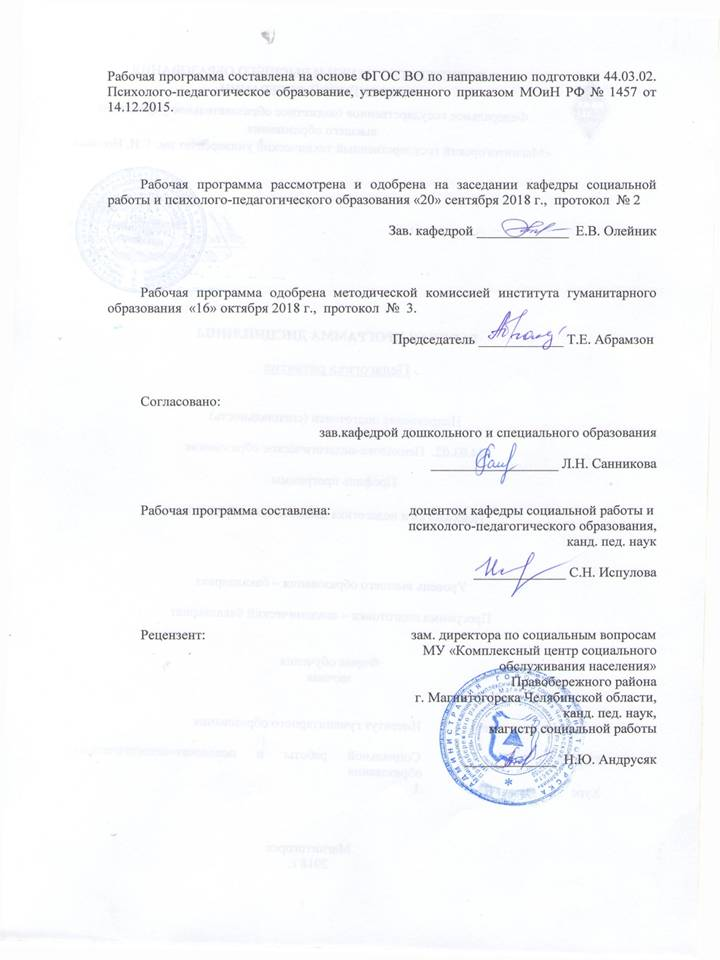 Рабочая программа составлена на основе ФГОС ВО по направлению подготовки 44.03.02.
Психолого-педагогическое образование, утвержденного приказом МОиН РФ № 1457 от
14.12.2015.
Рабочая программа рассмотрена и одобрена на заседании кафедры социальной
работы и психолого-педагогического образования «20» сентября 2018 г., протокол № 2
Зав. кафедрой ____________ Е.В. Олейник
Рабочая программа одобрена методической комиссией института гуманитарного
образования «16» октября 2018 г., протокол № 3.
Председатель ____________ Т.Е. Абрамзон
Согласовано:
зав.кафедрой дошкольного и специального образования
__________________ Л.Н. Санникова
Рабочая программа составлена: доцентом кафедры социальной работы и
психолого-педагогического образования,
канд. пед. наук
_____________ С.Н. Испулова
Рецензент: зам. директора по социальным вопросам
МУ «Комплексный центр социального
обслуживания населения»
Правобережного района
г. Магнитогорска Челябинской области,
канд. пед. наук,
магистр социальной работы
____________ Н.Ю. Андрусяк